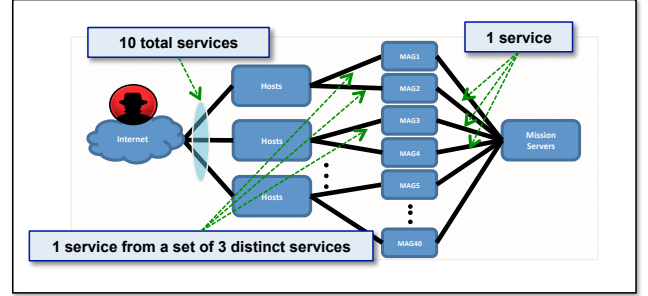 10 total services
1 service
MAG1
Hosts
MAG2
Internet
Hosts
MAG3
MAG4
Mission
Servers
Hosts
MAG5
1 service from a set of 3 distinct services
MAG40